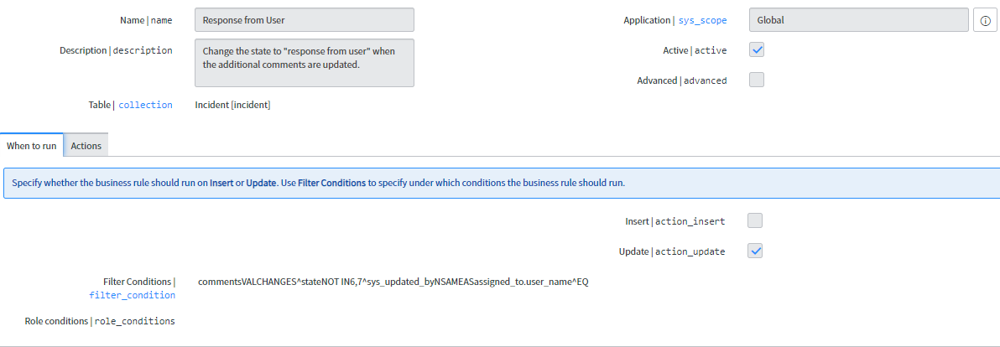 Name | name
Response from User
Application | sys_scope
Global
Description | description
Change the state to "response from user" when
the additional comments are updated.
Active | active
Advanced | advanced
Table | collection
Incident [incident]
When to run
Actions
Specify whether the business rule should run on Insert or Update. Use Filter Conditions to specify under which conditions the business rule should run.
Insert | action_insert
Update | action_update
Filter Conditions |
filter_condition
commentsVALCHANGES^stateNOT IN6,7^sys_updated_byNSAMEASassigned_to.user_name^EQ
Role conditions | role_conditions